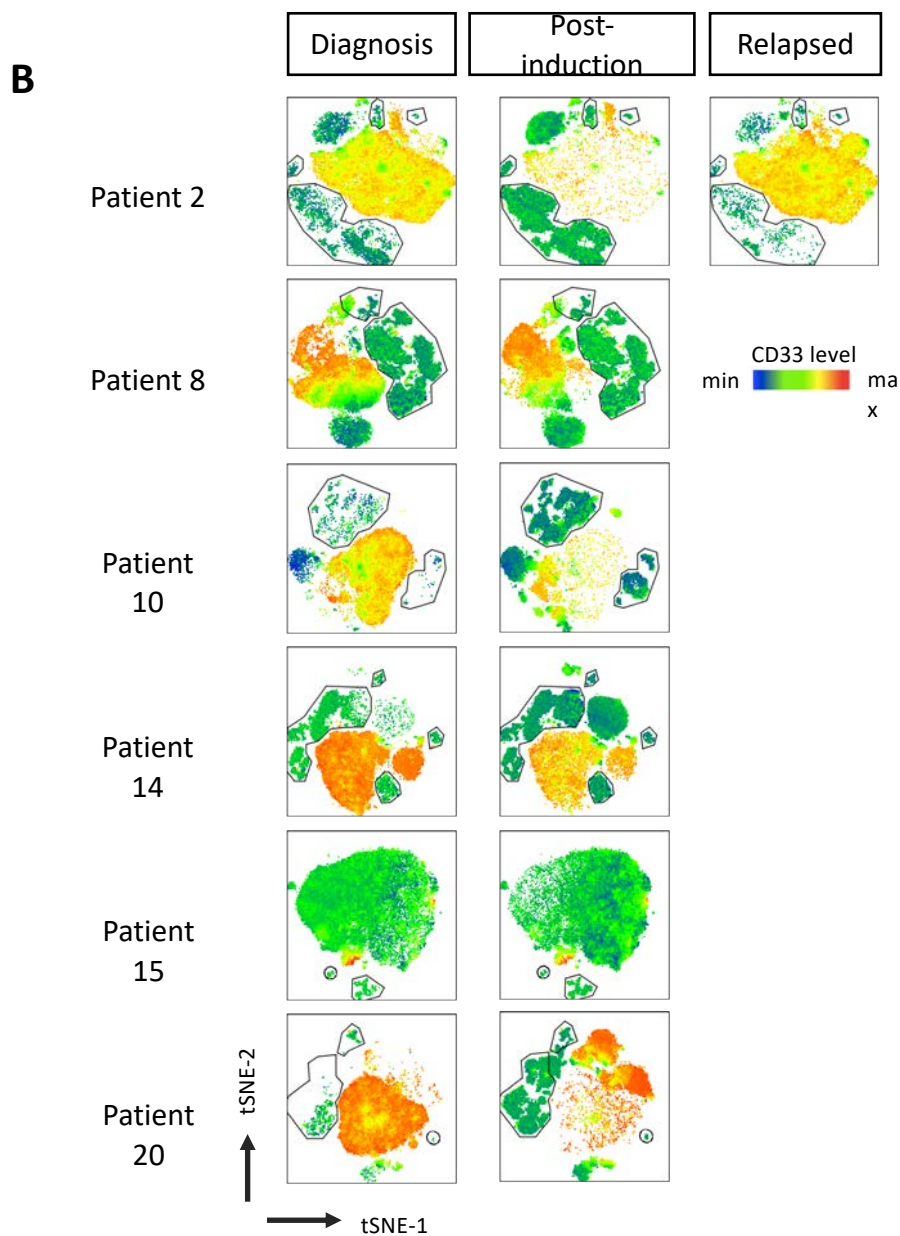 B
Diagnosis
Post-
induction
Relapsed
Patient 2
Patient 8
CD33 level
min
ma
x
Patient
10
Patient
14
Patient
15
Patient
20
tSNE-2
tSNE-1